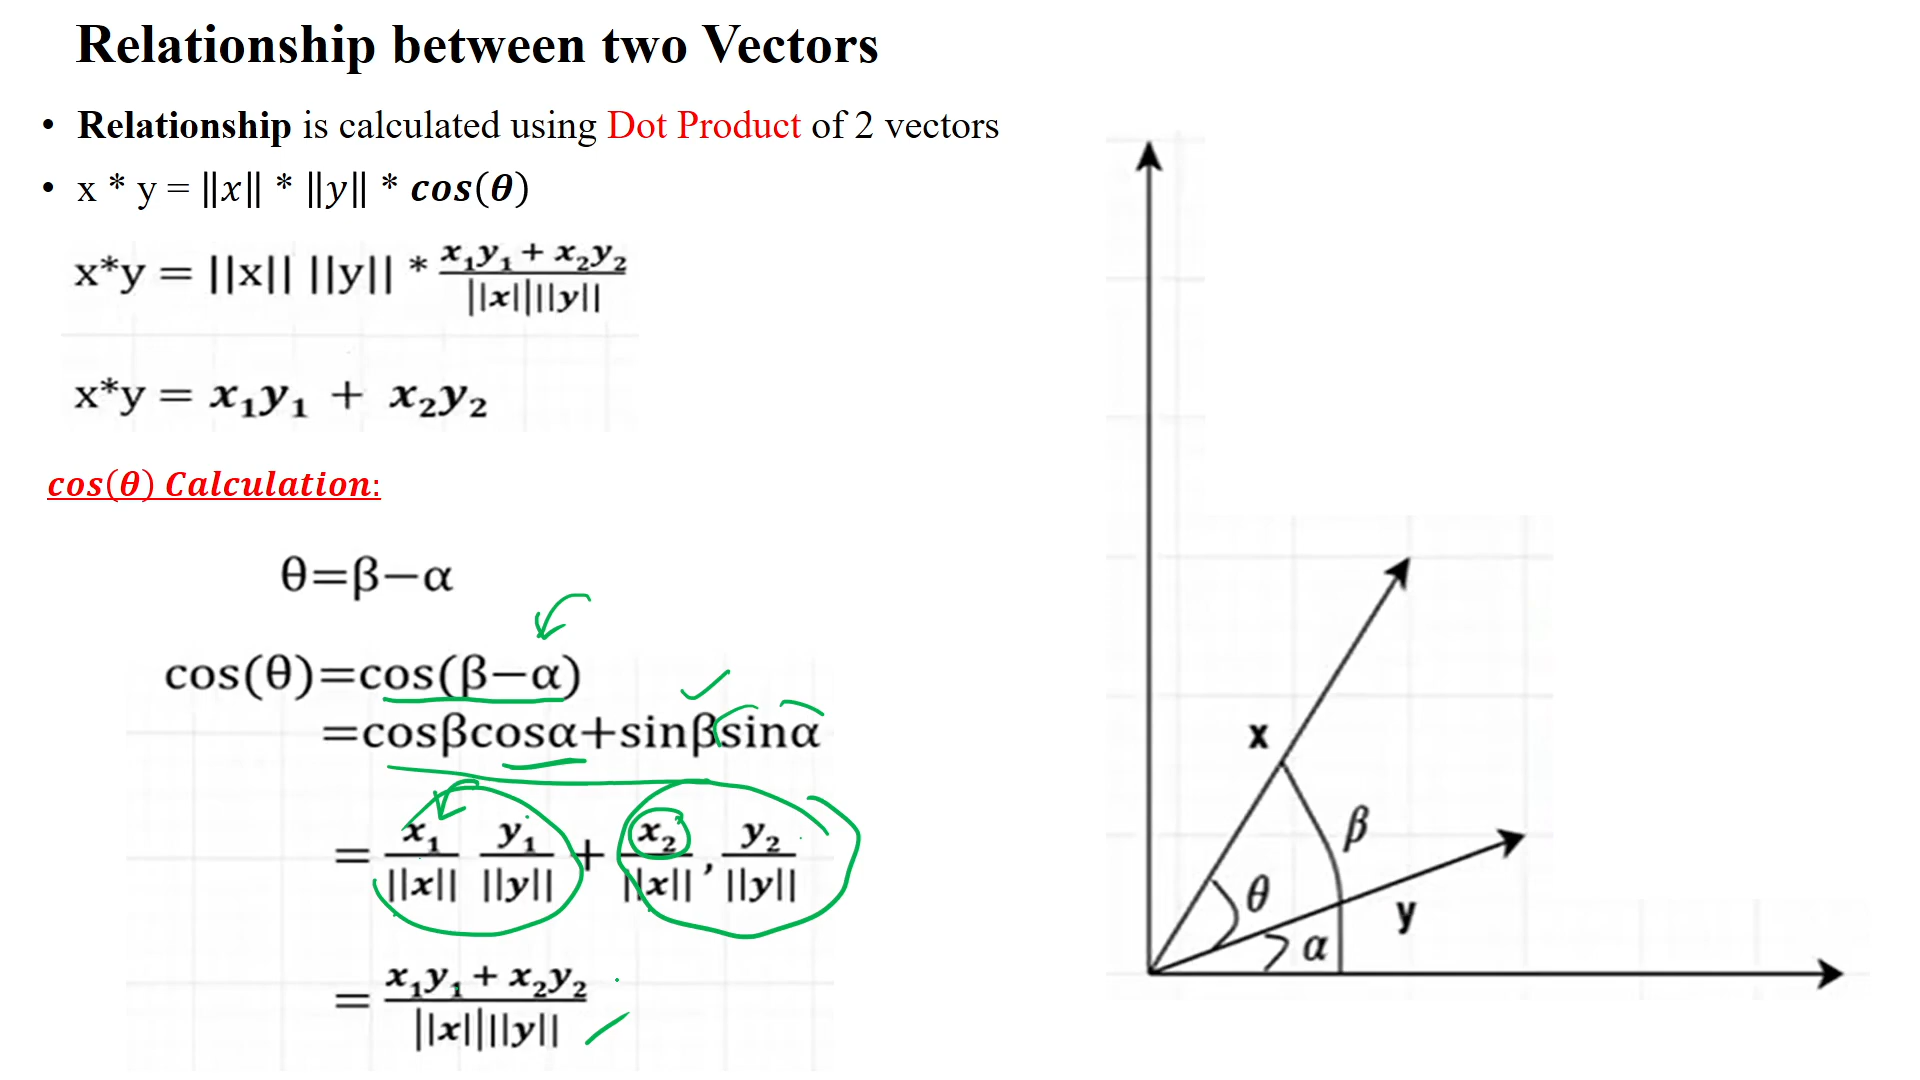 Relationship between two Vectors
• Relationship is calculated using Dot Product of 2 vectors
• x * y = ‖x‖ * ‖y‖ * cos(θ)
x*y = ||x|| ||y|| * x₁y₁ + x₂y₂ / ||x||||y||
x*y = x₁y₁ + x₂y₂
cos(θ) Calculation:
θ=β−α
cos(θ)=cos(β−α)
=cosβcosα+sinβsinα
= x₁/||x|| y₁/||y|| + x₂/||x|| , y₂/||y||
= x₁y₁ + x₂y₂ / ||x||||y||
x
β
θ
y
α